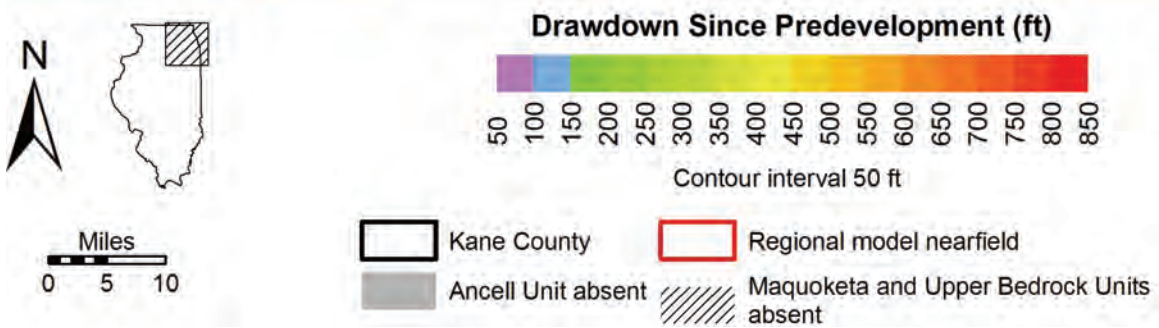 N
Miles
0 5 10
Drawdown Since Predevelopment (ft)
50 100 150 200 250 300 350 400 450 500 550 600 650 700 750 800 850
Contour interval 50 ft
Kane County
Regional model nearfield
Ancell Unit absent
Maquoketa and Upper Bedrock Units
absent